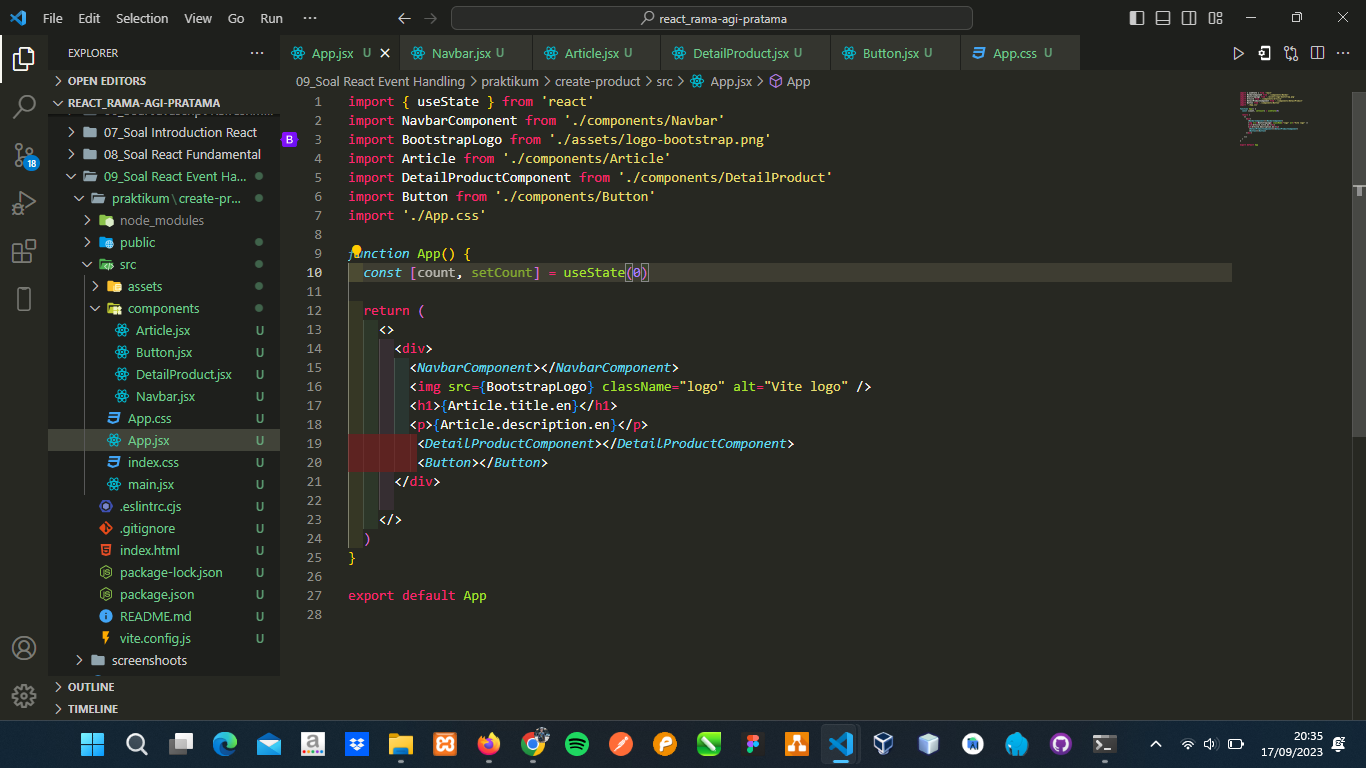 File Edit Selection View Go Run ···
react_rama-agi-pratama
EXPLORER
OPEN EDITORS
REACT_RAMA-AGI-PRATAMA
07_Soal Introduction React
08_Soal React Fundamental
09_Soal React Event Ha...
praktikum\create-pr...
node_modules
public
src
assets
components
Article.jsx U
Button.jsx U
DetailProduct.jsx U
Navbar.jsx U
App.css U
App.jsx U
index.css U
main.jsx U
.eslintrc.cjs U
.gitignore U
index.html U
package-lock.json U
package.json U
README.md U
vite.config.js U
screenshoots
OUTLINE
TIMELINE
18
App.jsx U Navbar.jsx U Article.jsx U DetailProduct.jsx U Button.jsx U App.css U
09_Soal React Event Handling > praktikum > create-product > src > App.jsx > App
1 import { useState } from 'react'
2 import NavbarComponent from './components/Navbar'
B 3 import BootstrapLogo from './assets/logo-bootstrap.png'
4 import Article from './components/Article'
5 import DetailProductComponent from './components/DetailProduct'
6 import Button from './components/Button'
7 import './App.css'
8
9 function App() {
10 const [count, setCount] = useState(0)
11
12 return (
13 <>
14 <div>
15 <NavbarComponent></NavbarComponent>
16 <img src={BootstrapLogo} className="logo" alt="Vite logo" />
17 <h1>{Article.title.en}</h1>
18 <p>{Article.description.en}</p>
19 <DetailProductComponent></DetailProductComponent>
20 <Button></Button>
21 </div>
22
23 </>
24 )
25 }
26
27 export default App
28
20:35
17/09/2023